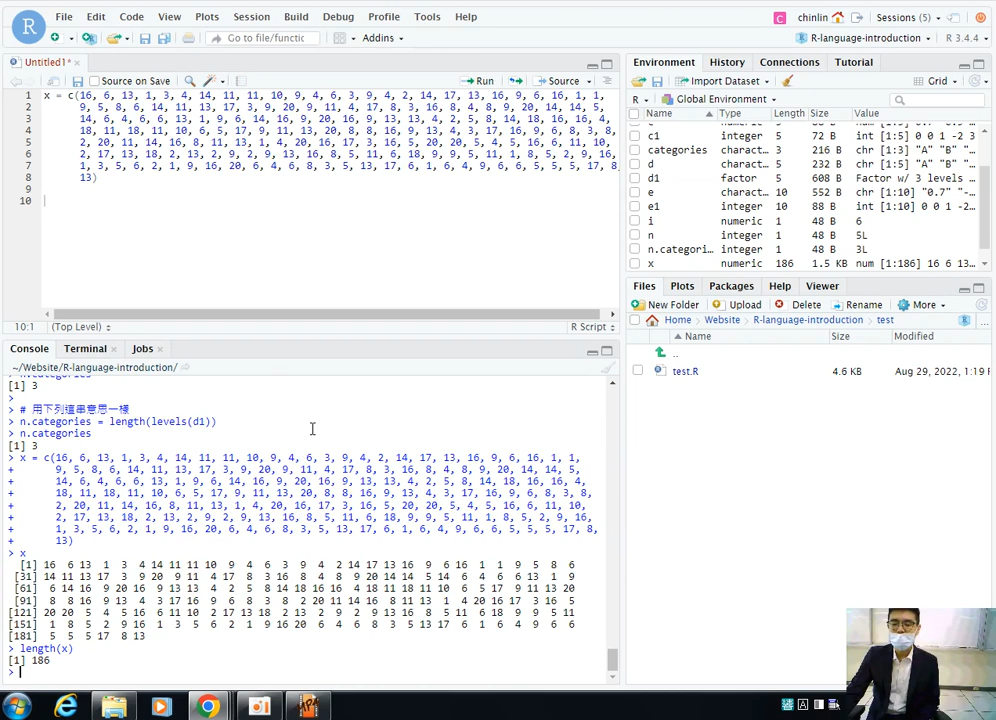 File Edit Code View Plots Session Build Debug Profile Tools Help
chinlin Sessions (5)
Go to file/functic Addins
R-language-introduction R 3.4.4
Untitled1* ×
Source on Save Run Source
1 x = c(16, 6, 13, 1, 3, 4, 14, 11, 11, 10, 9, 4, 6, 3, 9, 4, 2, 14, 17, 13, 16, 9, 6, 16, 1, 1,
2 9, 5, 8, 6, 14, 11, 13, 17, 3, 9, 20, 9, 11, 4, 17, 8, 3, 16, 8, 4, 8, 9, 20, 14, 14, 5,
3 14, 6, 4, 6, 6, 13, 1, 9, 6, 14, 16, 9, 20, 16, 9, 13, 13, 4, 2, 5, 8, 14, 18, 16, 16, 4,
4 18, 11, 18, 11, 10, 6, 5, 17, 9, 11, 13, 20, 8, 8, 16, 9, 13, 4, 3, 17, 16, 9, 6, 8, 3, 8,
5 2, 20, 11, 14, 16, 8, 11, 13, 1, 4, 20, 16, 17, 3, 16, 5, 20, 20, 5, 4, 5, 16, 6, 11, 10,
6 2, 17, 13, 18, 2, 13, 2, 9, 2, 9, 13, 16, 8, 5, 11, 6, 18, 9, 9, 5, 11, 1, 8, 5, 2, 9, 16,
7 1, 3, 5, 6, 2, 1, 9, 16, 20, 6, 4, 6, 8, 3, 5, 13, 17, 6, 1, 6, 4, 9, 6, 6, 5, 5, 5, 17, 8,
8 13)
9
10
10:1 (Top Level) R Script
Console Terminal × Jobs ×
~/Website/R-language-introduction/
> n.categories
[1] 3
>
> # 用下列這串意思一樣
> n.categories = length(levels(d1))
> n.categories
[1] 3
> x = c(16, 6, 13, 1, 3, 4, 14, 11, 11, 10, 9, 4, 6, 3, 9, 4, 2, 14, 17, 13, 16, 9, 6, 16, 1, 1,
+ 9, 5, 8, 6, 14, 11, 13, 17, 3, 9, 20, 9, 11, 4, 17, 8, 3, 16, 8, 4, 8, 9, 20, 14, 14, 5,
+ 14, 6, 4, 6, 6, 13, 1, 9, 6, 14, 16, 9, 20, 16, 9, 13, 13, 4, 2, 5, 8, 14, 18, 16, 16, 4,
+ 18, 11, 18, 11, 10, 6, 5, 17, 9, 11, 13, 20, 8, 8, 16, 9, 13, 4, 3, 17, 16, 9, 6, 8, 3, 8,
+ 2, 20, 11, 14, 16, 8, 11, 13, 1, 4, 20, 16, 17, 3, 16, 5, 20, 20, 5, 4, 5, 16, 6, 11, 10,
+ 2, 17, 13, 18, 2, 13, 2, 9, 2, 9, 13, 16, 8, 5, 11, 6, 18, 9, 9, 5, 11, 1, 8, 5, 2, 9, 16,
+ 1, 3, 5, 6, 2, 1, 9, 16, 20, 6, 4, 6, 8, 3, 5, 13, 17, 6, 1, 6, 4, 9, 6, 6, 5, 5, 5, 17, 8,
+ 13)
> x
[1] 16 6 13 1 3 4 14 11 11 10 9 4 6 3 9 4 2 14 17 13 16 9 6 16 1 1 9 5 8 6
[31] 14 11 13 17 3 9 20 9 11 4 17 8 3 16 8 4 8 9 20 14 14 5 14 6 4 6 6 13 1 9
[61] 6 14 16 9 20 16 9 13 13 4 2 5 8 14 18 16 16 4 18 11 18 11 10 6 5 17 9 11 13 20
[91] 8 8 16 9 13 4 3 17 16 9 6 8 3 8 2 20 11 14 16 8 11 13 1 4 20 16 17 3 16 5
[121] 20 20 5 4 5 16 6 11 10 2 17 13 18 2 13 2 9 2 9 13 16 8 5 11 6 18 9 9 5 11
[151] 1 8 5 2 9 16 1 3 5 6 2 1 9 16 20 6 4 6 8 3 5 13 17 6 1 6 4 9 6 6
[181] 5 5 5 17 8 13
> length(x)
[1] 186
>
Environment History Connections Tutorial
Import Dataset Grid
R Global Environment
Name Type Length Size Value
c1 integer 5 72 B int [1:5] 0 0 1 -2 3
categories charact… 3 216 B chr [1:3] "A" "B" "…
d charact… 5 232 B chr [1:5] "A" "B" "…
d1 factor 5 608 B Factor w/ 3 levels
e charact… 10 552 B chr [1:10] "0.7" "-…
e1 integer 10 88 B int [1:10] 0 0 1 -2…
i numeric 1 48 B 6
n integer 1 48 B 5L
n.categori… integer 1 48 B 3L
x numeric 186 1.5 KB num [1:186] 16 6 13…
Files Plots Packages Help Viewer
New Folder Upload Delete Rename More
Home Website R-language-introduction test R ...
Name Size Modified
..
test.R 4.6 KB Aug 29, 2022, 1:19 P